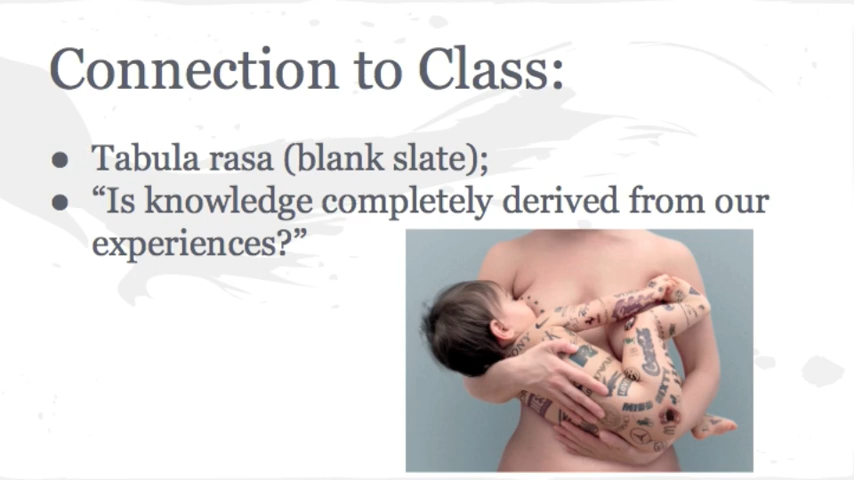 Connection to Class:
● Tabula rasa (blank slate);
● “Is knowledge completely derived from our
experiences?”